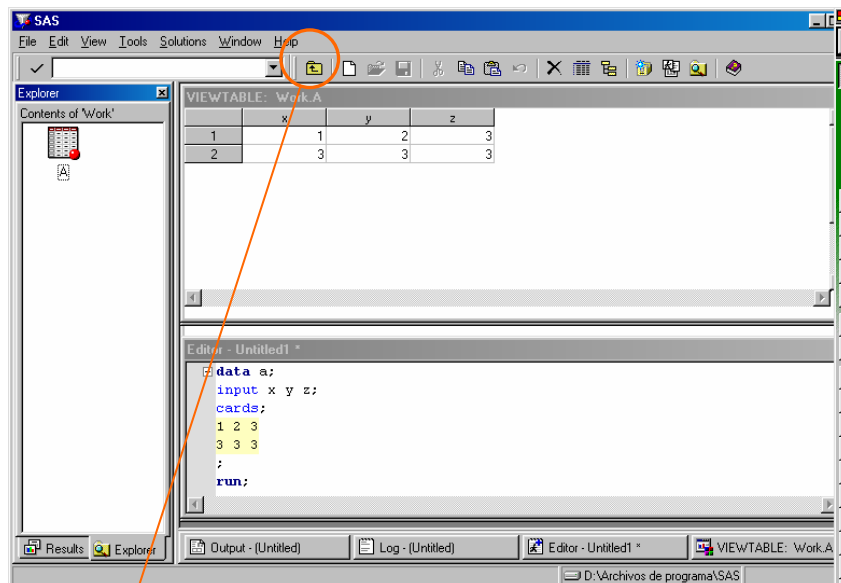 SAS
File Edit View Tools Solutions Window Help
Explorer
Contents of 'Work'
A
VIEWTABLE: Work.A
x y z
1 1 2 3
2 3 3 3
Editor - Untitled1 *
data a;
input x y z;
cards;
1 2 3
3 3 3
;
run;
Results Explorer
Output - (Untitled) Log - (Untitled) Editor - Untitled1 * VIEWTABLE: Work.A
D:\Archivos de programa\SAS